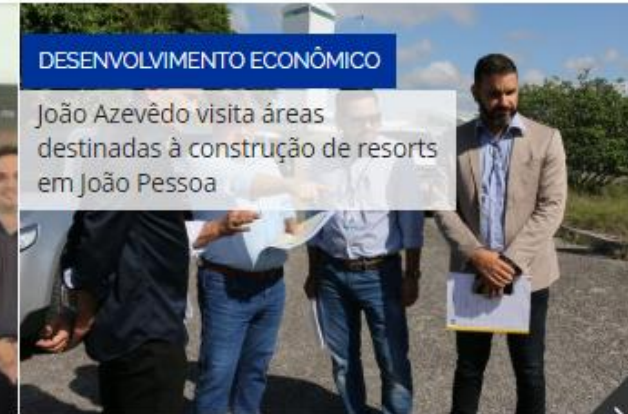 DESENVOLVIMENTO ECONÔMICO
João Azevêdo visita áreas
destinadas à construção de resorts
em João Pessoa